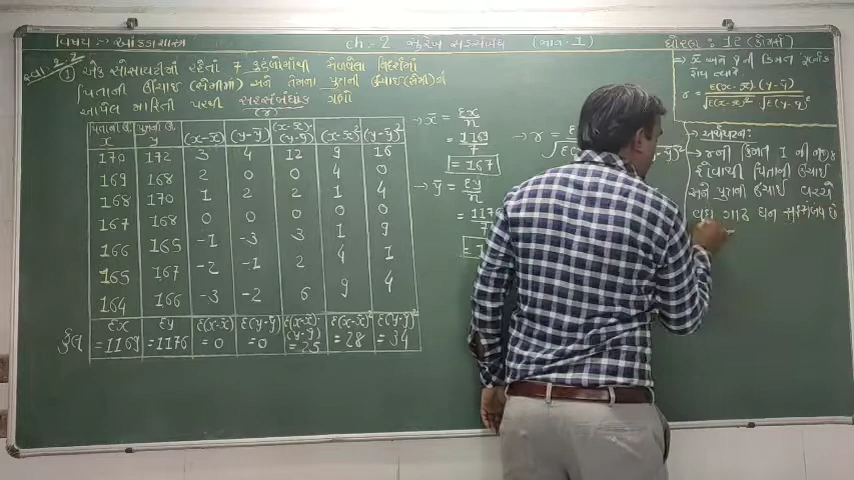 વિષય :- આંકડાશાસ્ત્ર
ch:- 2 સુરેખ સહસંબંધ (ભાગ-1)
ધોરણ : 12 (કોમર્સ)
①
એક સોસાયટીમાં રહેતાં 7 કુટુંબોમાંથી મેળવેલા
પિતાની ઊંચાઈ (સેમીમાં) અને તેમના પુત્રની ઊંચાઈ (સેમી)
આપેલ માહિતી પરથી સહસંબંધાંક શોધો
(r)
x y (x-x̄) (y-ȳ) (x-x̄)(y-ȳ) (x-x̄)² (y-ȳ)²
170 172 3 4 12 9 16
169 168 2 0 0 4 0
168 170 1 2 2 1 4
167 168 0 0 0 0 0
166 165 -1 -3 3 1 9
165 167 -2 -1 2 4 1
164 166 -3 -2 6 9 4
કુલ Σx =1169 Σy =1176 Σ(x-x̄) =0 Σ(y-ȳ) =0 Σ(x-x̄)(y-ȳ) =25 Σ(x-x̄)² =28 Σ(y-ȳ)² =34
→ x̄ = Σx/n
= 1169/7
= 167
→ ȳ = Σy/n
= 1176
→ r =
→ x̄ અને ȳ ની કિંમત પૂર્ણાંક
હોય ત્યારે
r = Σ(x-x̄)(y-ȳ) / √Σ(x-x̄)² √Σ(y-ȳ)²
→ અર્થઘટન:
→ rની કિંમત 1 ની નજીક
હોવાથી પિતાની ઊંચાઈ
અને પુત્રની ઊંચાઈ વચ્ચે
ગાઢ ધન સહસંબંધ છે